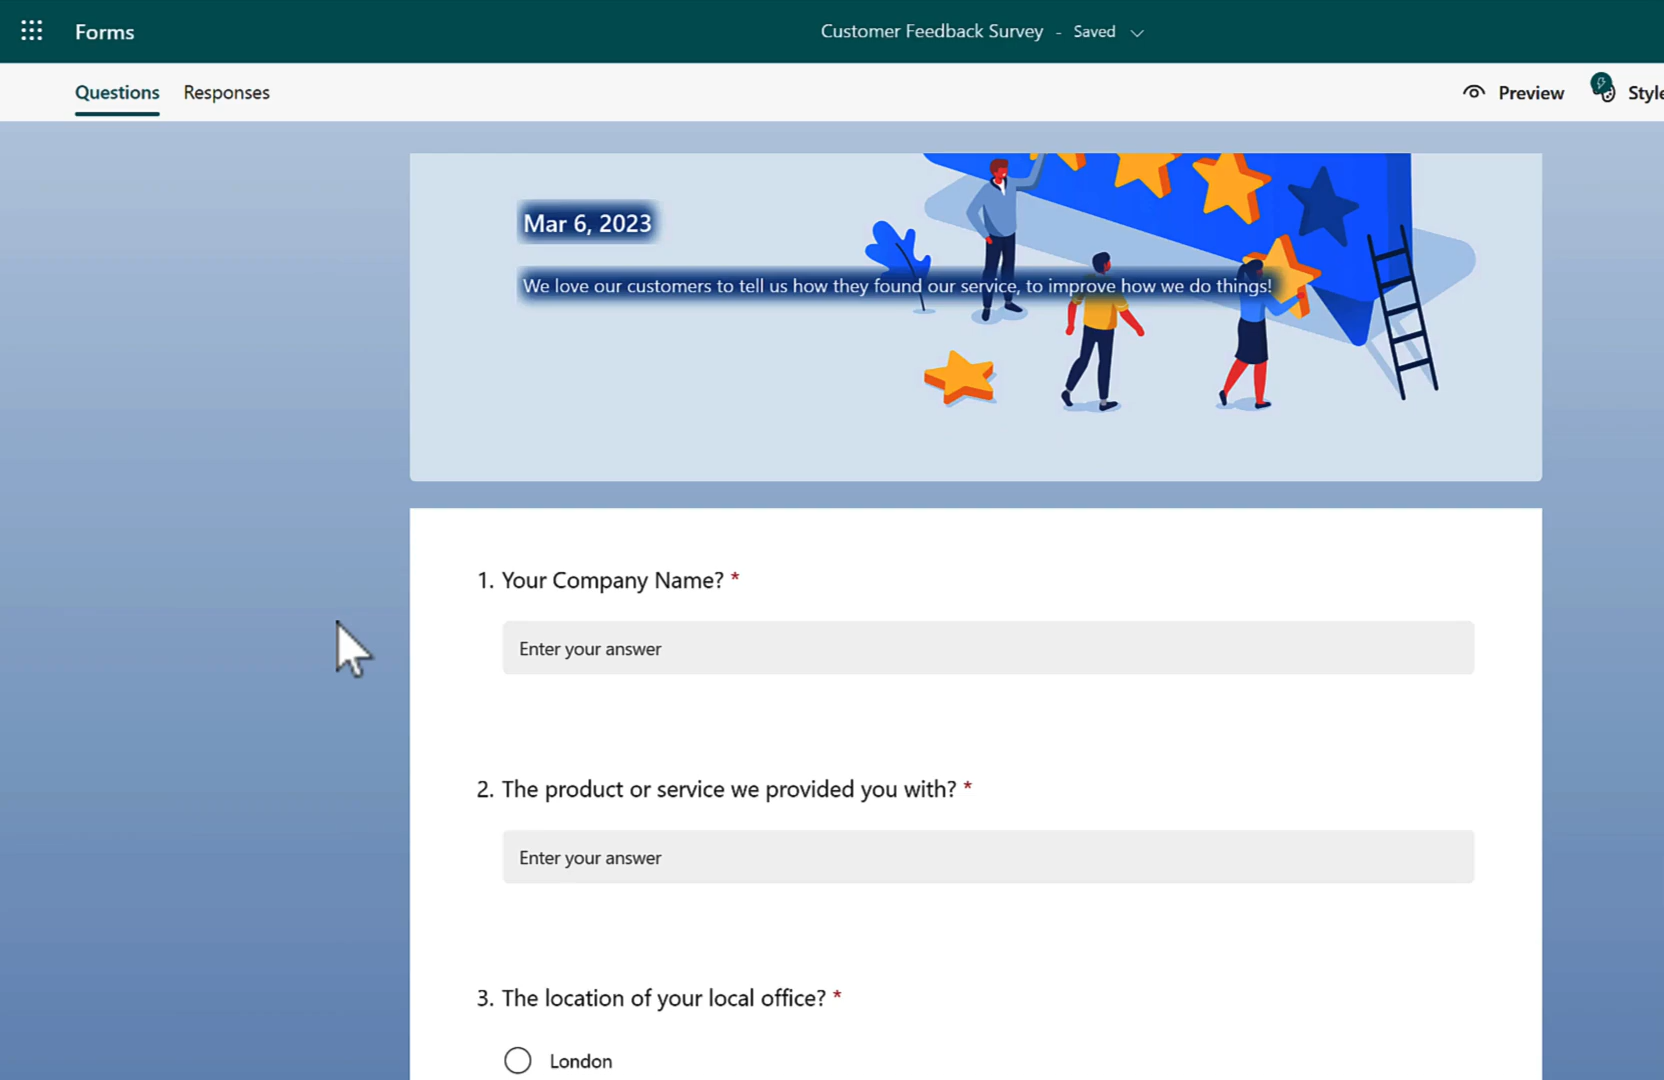 Forms
Customer Feedback Survey - Saved
Questions Responses
Preview
Style
Mar 6, 2023
We love our customers to tell us how they found our service, to improve how we do things!
1. Your Company Name? *
Enter your answer
2. The product or service we provided you with? *
Enter your answer
3. The location of your local office? *
London